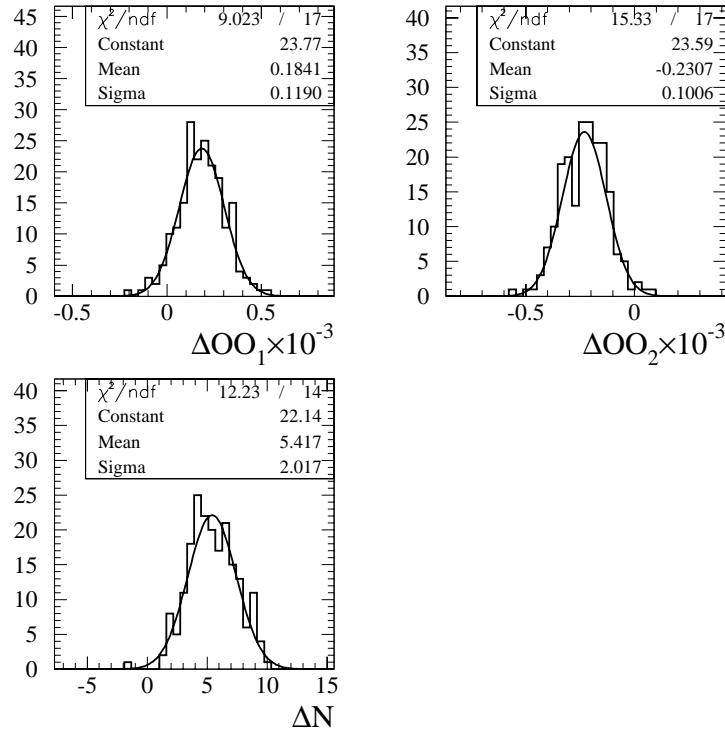 45
40
35
30
25
20
15
10
5
0
χ²/ndf 9.023 / 17
Constant 23.77
Mean 0.1841
Sigma 0.1190
-0.5 0 0.5
ΔOO₁×10⁻³
40
35
30
25
20
15
10
5
0
χ²/ndf 15.33 / 17
Constant 23.59
Mean -0.2307
Sigma 0.1006
-0.5 0
ΔOO₂×10⁻³
40
35
30
25
20
15
10
5
0
χ²/ndf 12.23 / 14
Constant 22.14
Mean 5.417
Sigma 2.017
-5 0 5 10 15
ΔN